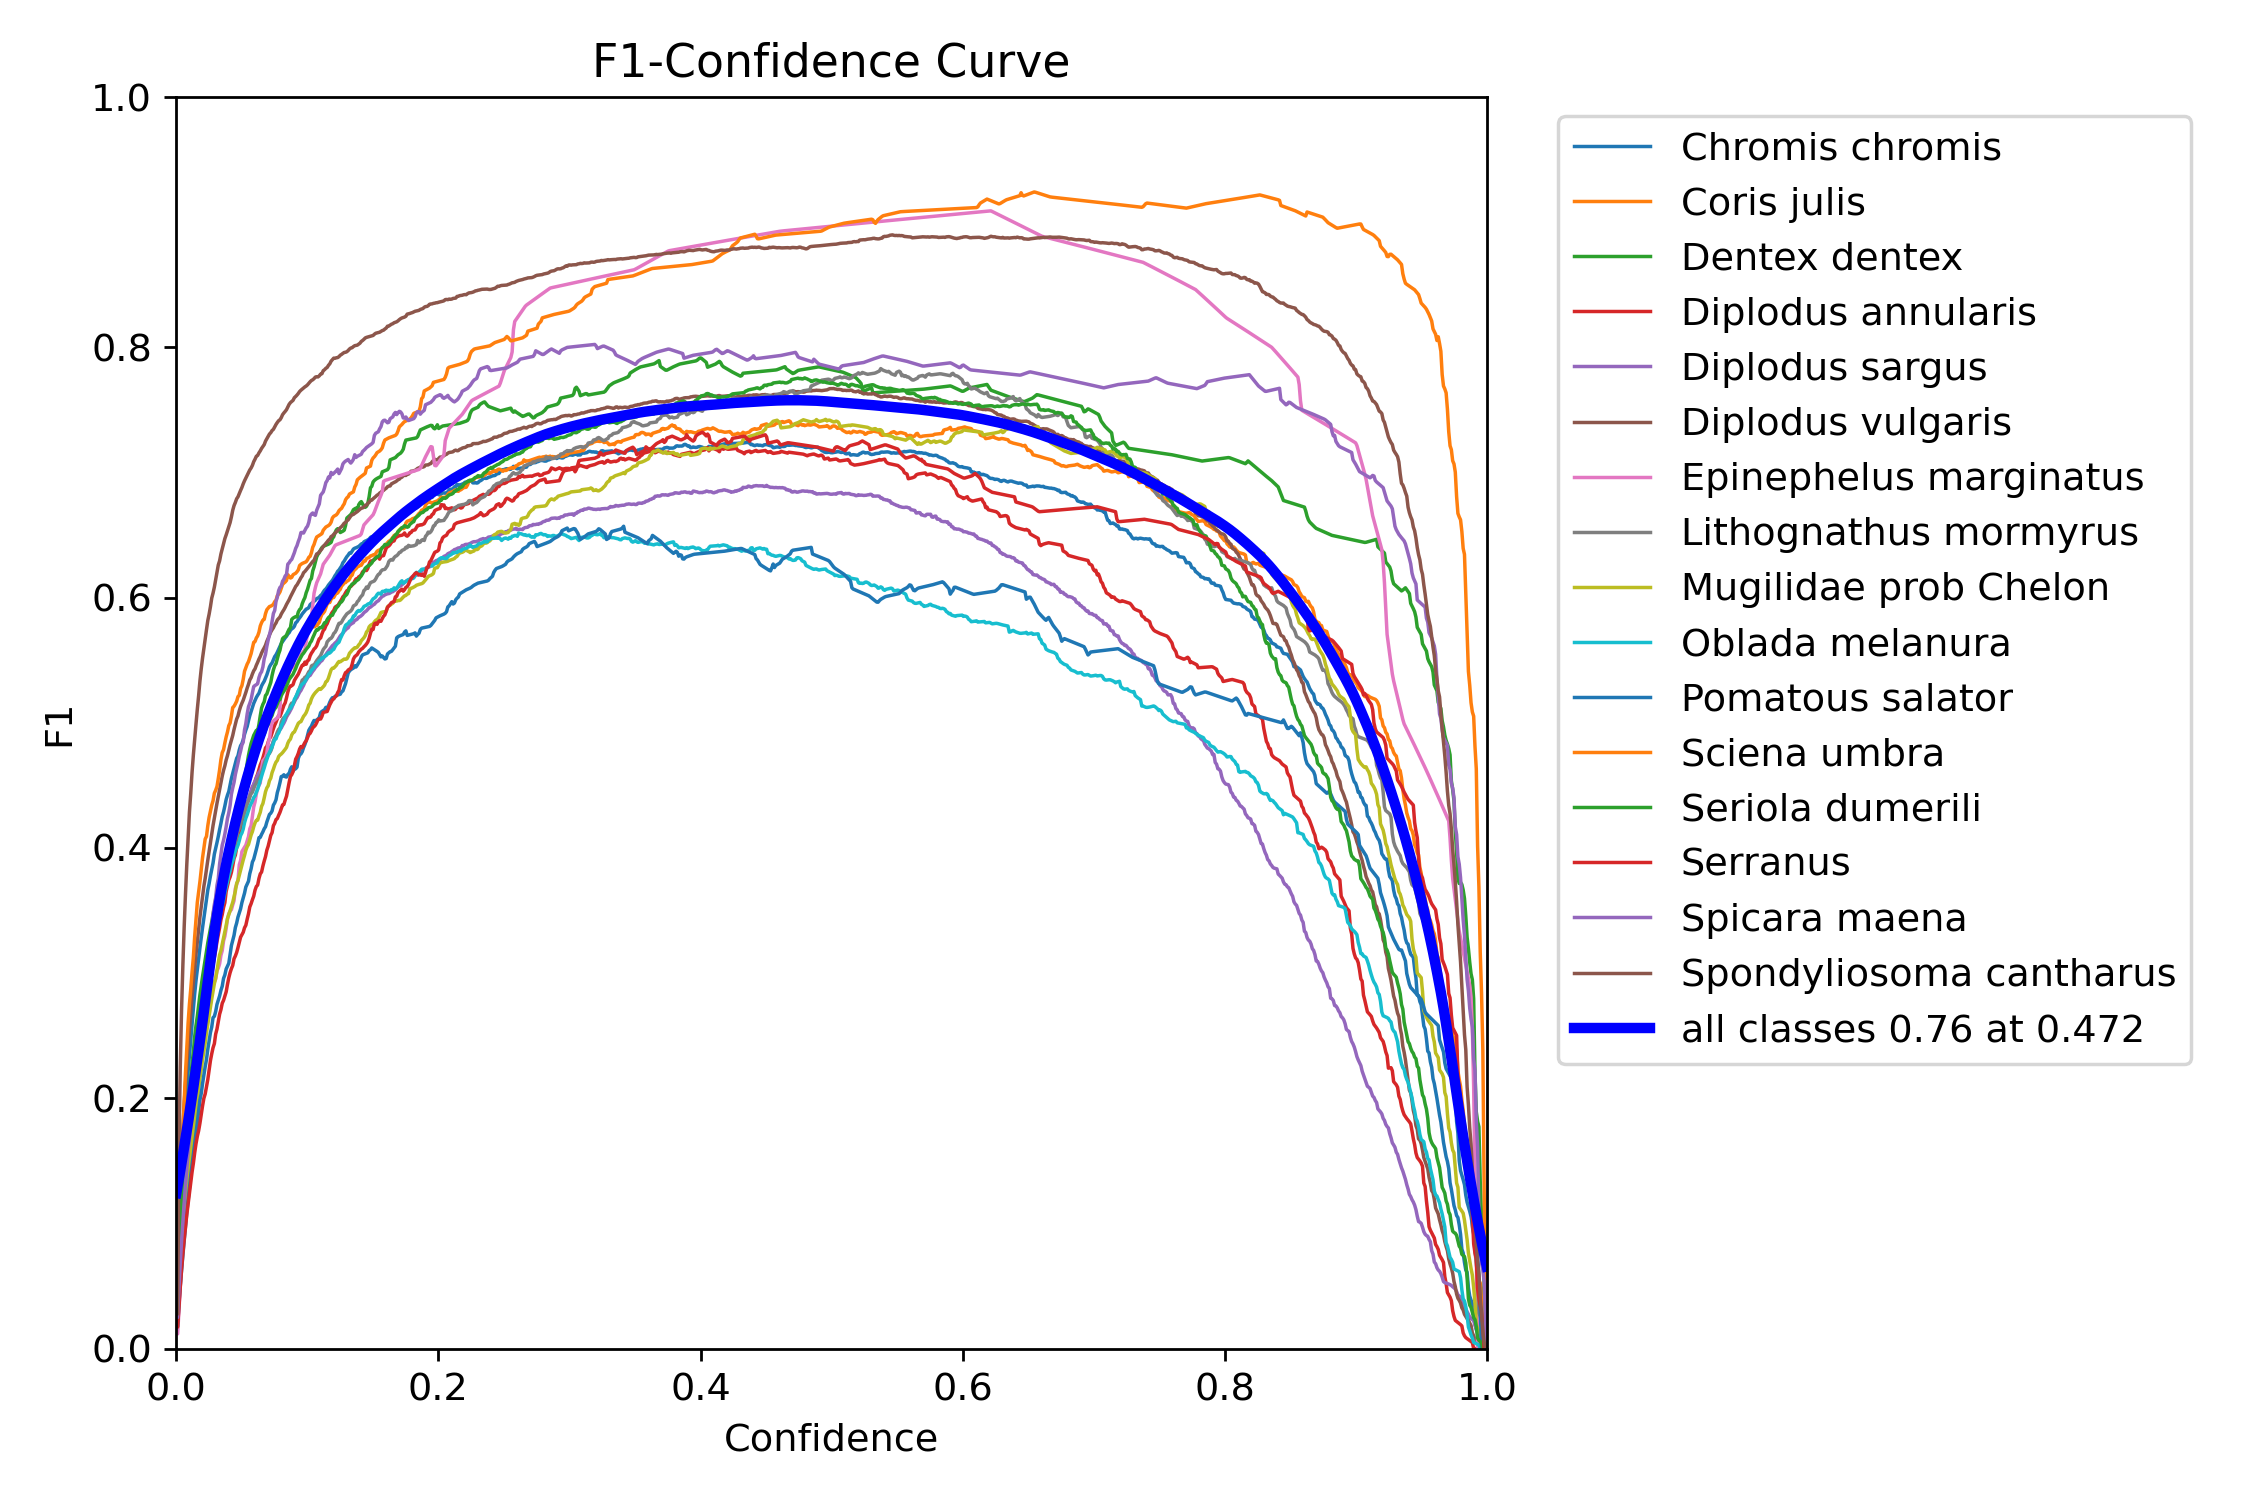 F1-Confidence Curve
1.0
0.8
0.6
0.4
0.2
0.0
F1
0.0 0.2 0.4 0.6 0.8 1.0
Confidence
Chromis chromis
Coris julis
Dentex dentex
Diplodus annularis
Diplodus sargus
Diplodus vulgaris
Epinephelus marginatus
Lithognathus mormyrus
Mugilidae prob Chelon
Oblada melanura
Pomatous salator
Sciena umbra
Seriola dumerili
Serranus
Spicara maena
Spondyliosoma cantharus
all classes 0.76 at 0.472